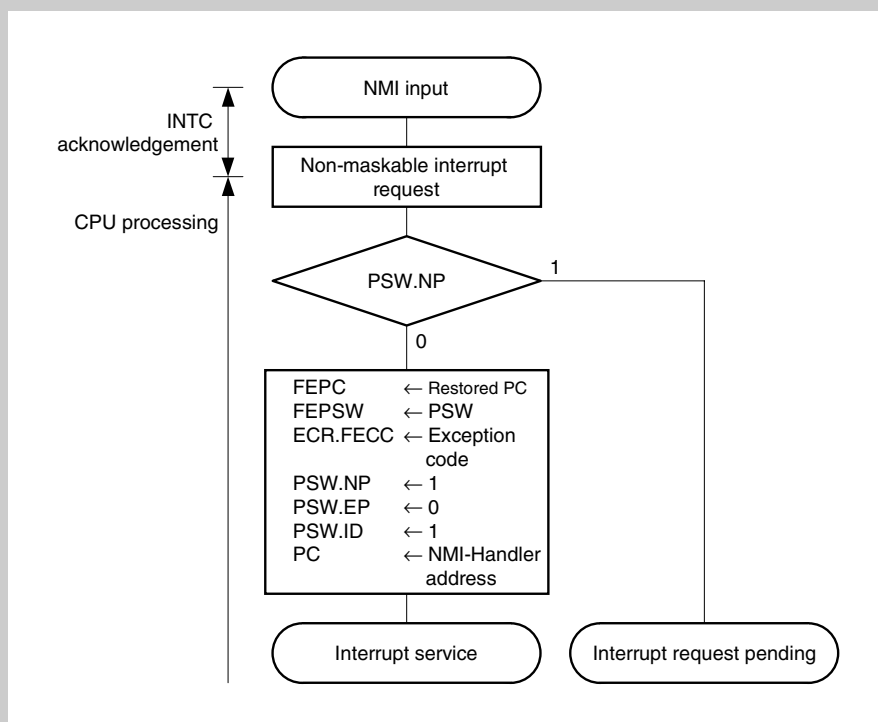 NMI input
INTC
acknowledgement
Non-maskable interrupt
request
CPU processing
PSW.NP
1
0
FEPC ← Restored PC
FEPSW ← PSW
ECR.FECC ← Exception
code
PSW.NP ← 1
PSW.EP ← 0
PSW.ID ← 1
PC ← NMI-Handler
address
Interrupt service
Interrupt request pending